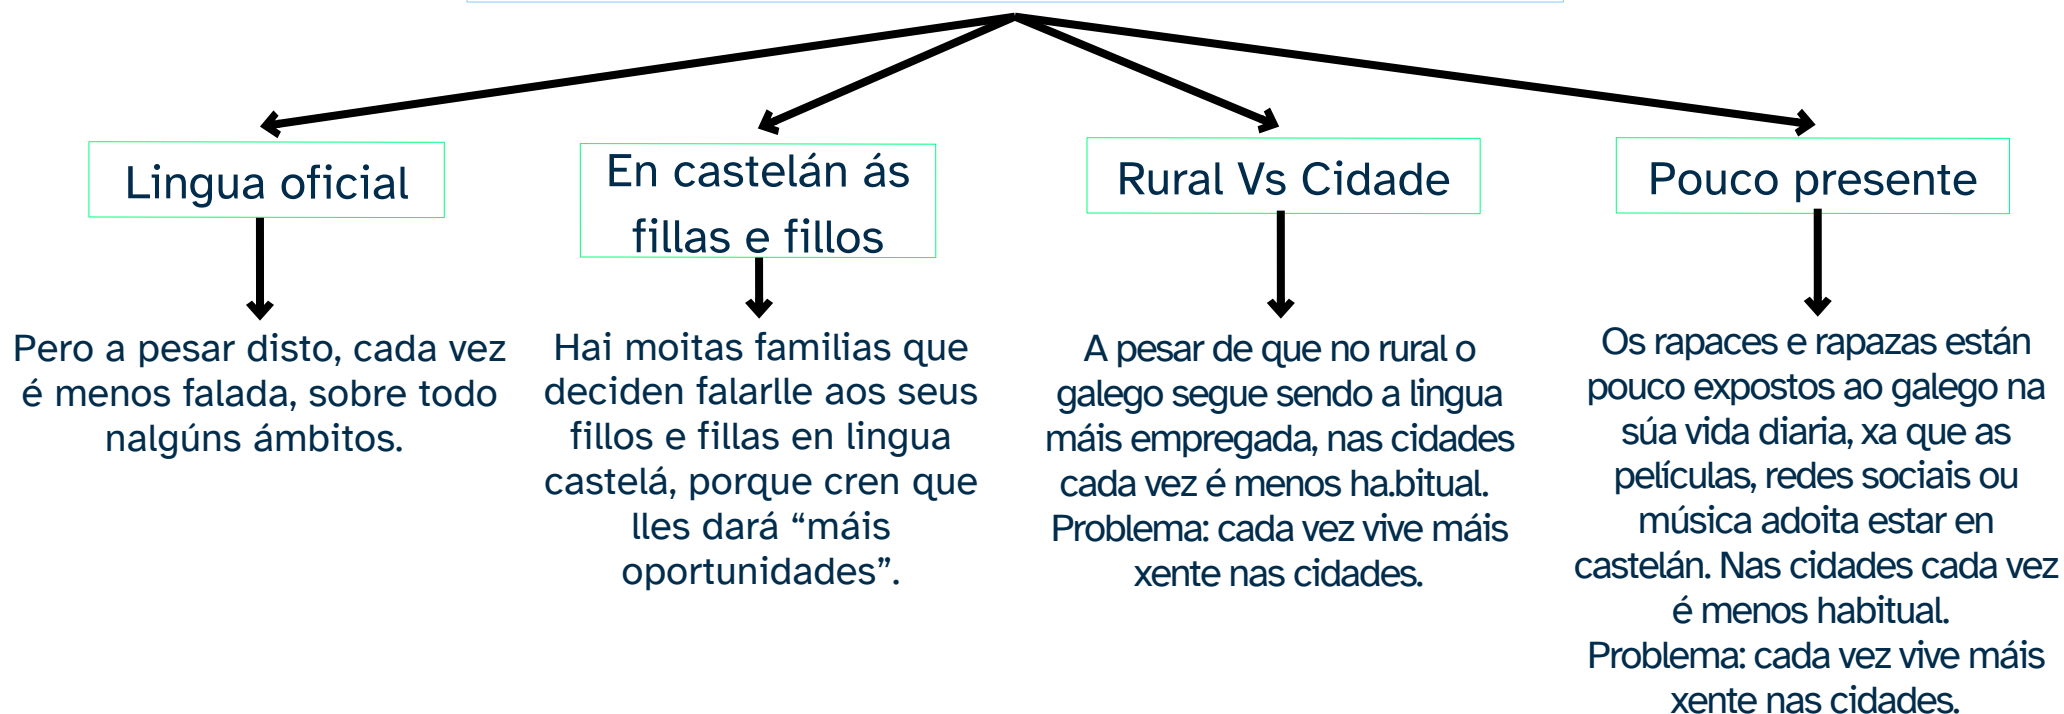 Lingua oficial
Pero a pesar disto, cada vez
é menos falada, sobre todo
nalgúns ámbitos.
En castelán ás
fillas e fillos
Hai moitas familias que
deciden falarlle aos seus
fillos e fillas en lingua
castelá, porque cren que
lles dará “máis
oportunidades”.
Rural Vs Cidade
A pesar de que no rural o
galego segue sendo a lingua
máis empregada, nas cidades
cada vez é menos ha.bitual.
Problema: cada vez vive máis
xente nas cidades.
Pouco presente
Os rapaces e rapazas están
pouco expostos ao galego na
súa vida diaria, xa que as
películas, redes sociais ou
música adoita estar en
castelán. Nas cidades cada vez
é menos habitual.
Problema: cada vez vive máis
xente nas cidades.